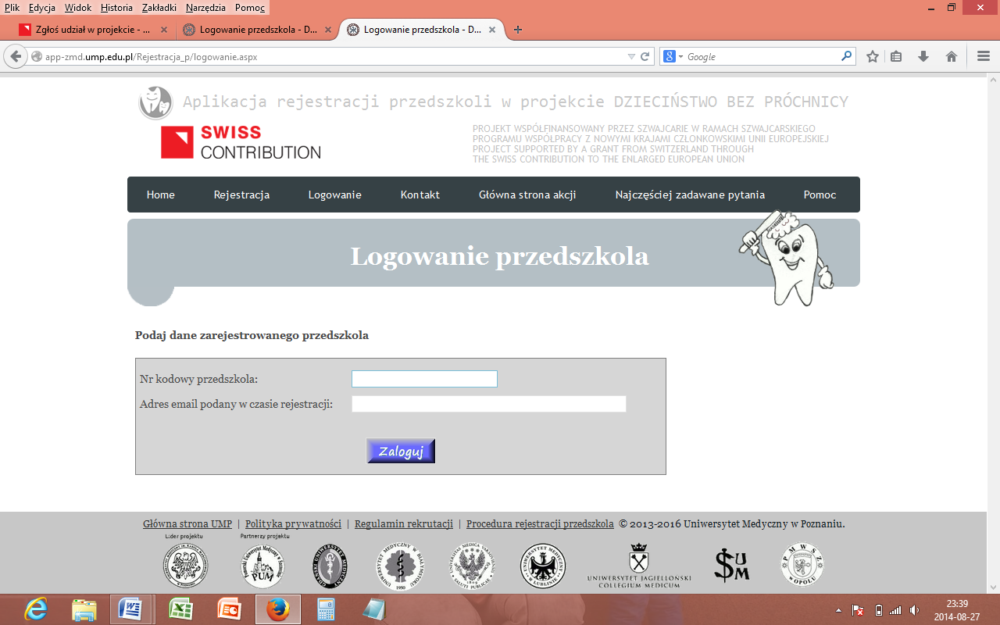 Plik Edycja Widok Historia Zakładki Narzędzia Pomoc
Zgłoś udział w projekcie - ...
Logowanie przedszkola - D...
Logowanie przedszkola - D...
app-zmd.ump.edu.pl/Rejestracja_p/logowanie.aspx
Google
Aplikacja rejestracji przedszkoli w projekcie DZIECIŃSTWO BEZ PRÓCHNICY
SWISS
CONTRIBUTION
PROJEKT WSPÓŁFINANSOWANY PRZEZ SZWAJCARIE W RAMACH SZWAJCARSKIEGO
PROGRAMU WSPÓŁPRACY Z NOWYMI KRAJAMI CZŁONKOWSKIMI UNII EUROPEJSKIEJ
PROJECT SUPPORTED BY A GRANT FROM SWITZERLAND THROUGH
THE SWISS CONTRIBUTION TO THE ENLARGED EUROPEAN UNION
Home Rejestracja Logowanie Kontakt Główna strona akcji Najczęściej zadawane pytania Pomoc
Logowanie przedszkola
Podaj dane zarejestrowanego przedszkola
Nr kodowy przedszkola:
Adres email podany w czasie rejestracji:
Zaloguj
Główna strona UMP | Polityka prywatności | Regulamin rekrutacji | Procedura rejestracji przedszkola © 2013-2016 Uniwersytet Medyczny w Poznaniu.
Lider projektu
Partnerzy projektu
PUM
1950
UNIWERSYTET JAGIELLOŃSKI
COLLEGIUM MEDICUM
SUM
PMWSZ
W OPOLU
23:39
2014-08-27